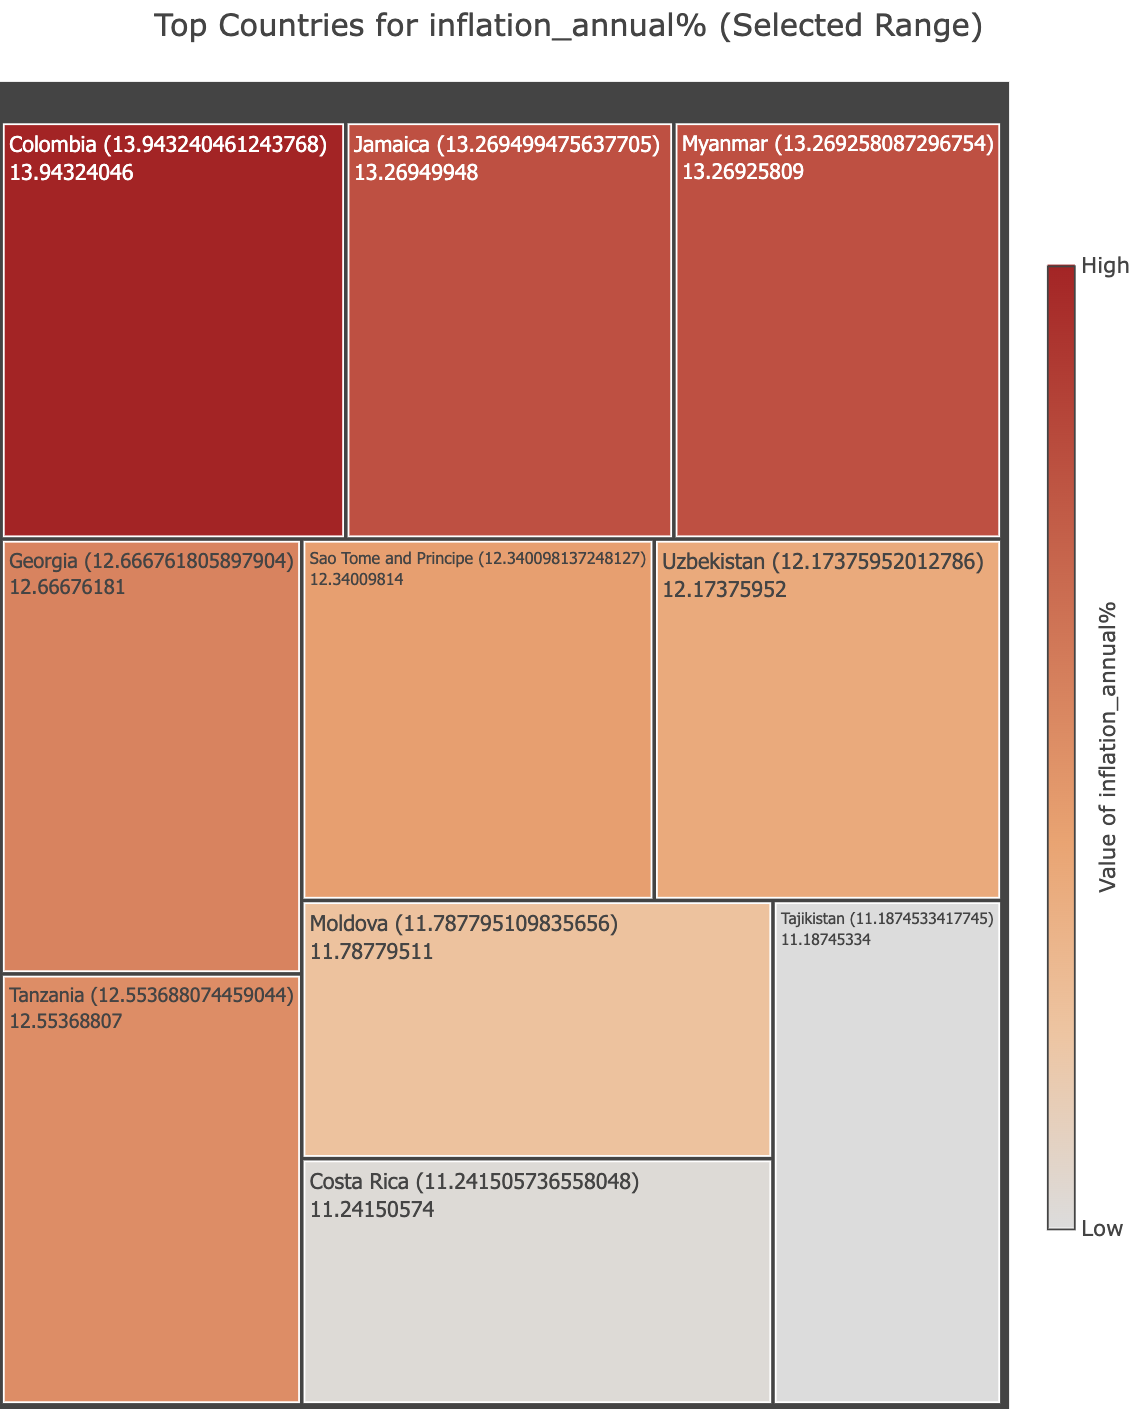 Top Countries for inflation_annual% (Selected Range)
Colombia (13.943240461243768)
13.94324046
Jamaica (13.269499475637705)
13.26949948
Myanmar (13.269258087296754)
13.26925809
Georgia (12.666761805897904)
12.66676181
Sao Tome and Principe (12.340098137248127)
12.34009814
Uzbekistan (12.17375952012786)
12.17375952
Tanzania (12.553688074459044)
12.55368807
Moldova (11.787795109835656)
11.78779511
Tajikistan (11.1874533417745)
11.18745334
Costa Rica (11.241505736558048)
11.24150574
High
Value of inflation_annual%
Low